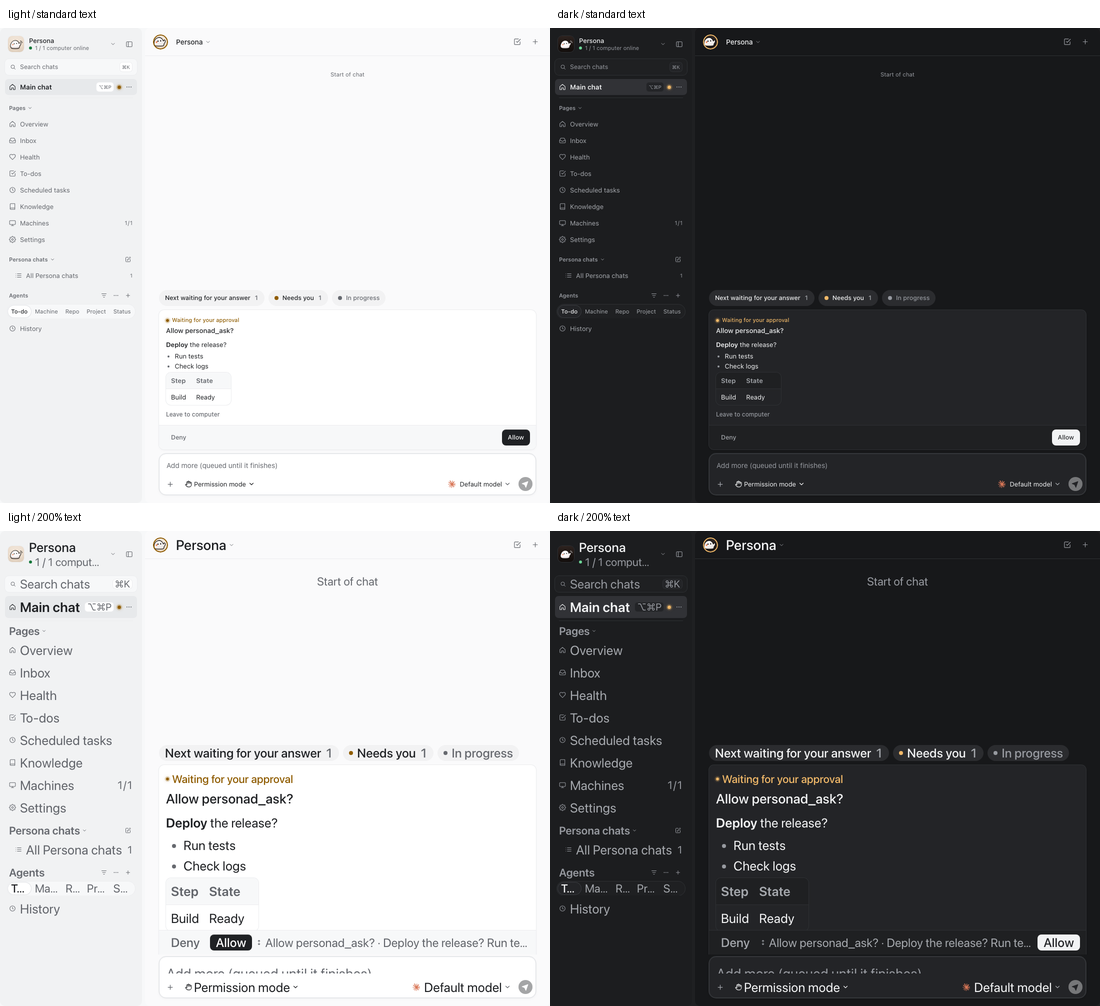 light / standard text
Persona
1 / 1 computer online
Search chats ⌘K
Main chat ⌥⌘P
Pages
Overview
Inbox
Health
To-dos
Scheduled tasks
Knowledge
Machines 1/1
Settings
Persona chats
All Persona chats 1
Agents
To-do Machine Repo Project Status
History
Persona
Start of chat
Next waiting for your answer 1 Needs you 1 In progress
Waiting for your approval
Allow personad_ask?
Deploy the release?
• Run tests
• Check logs
Step State
Build Ready
Leave to computer
Deny Allow
Add more (queued until it finishes)
Permission mode Default model
dark / standard text
Persona
1 / 1 computer online
Search chats ⌘K
Main chat ⌥⌘P
Pages
Overview
Inbox
Health
To-dos
Scheduled tasks
Knowledge
Machines 1/1
Settings
Persona chats
All Persona chats 1
Agents
To-do Machine Repo Project Status
History
Persona
Start of chat
Next waiting for your answer 1 Needs you 1 In progress
Waiting for your approval
Allow personad_ask?
Deploy the release?
• Run tests
• Check logs
Step State
Build Ready
Leave to computer
Deny Allow
Add more (queued until it finishes)
Permission mode Default model
light / 200% text
Persona
1 / 1 comput...
Search chats ⌘K
Main chat ⌥⌘P
Pages
Overview
Inbox
Health
To-dos
Scheduled tasks
Knowledge
Machines 1/1
Settings
Persona chats
All Persona chats 1
Agents
T... Ma... R... Pr... S...
History
Persona
Start of chat
Next waiting for your answer 1 Needs you 1 In progress
Waiting for your approval
Allow personad_ask?
Deploy the release?
• Run tests
• Check logs
Step State
Build Ready
Deny Allow : Allow personad_ask? · Deploy the release? Run te...
Add more (queued until it finishes)
Permission mode Default model
dark / 200% text
Persona
1 / 1 comput...
Search chats ⌘K
Main chat ⌥⌘P
Pages
Overview
Inbox
Health
To-dos
Scheduled tasks
Knowledge
Machines 1/1
Settings
Persona chats
All Persona chats 1
Agents
T... Ma... R... Pr... S...
History
Persona
Start of chat
Next waiting for your answer 1 Needs you 1 In progress
Waiting for your approval
Allow personad_ask?
Deploy the release?
• Run tests
• Check logs
Step State
Build Ready
Deny : Allow personad_ask? · Deploy the release? Run te... Allow
Add more (queued until it finishes)
Permission mode Default model